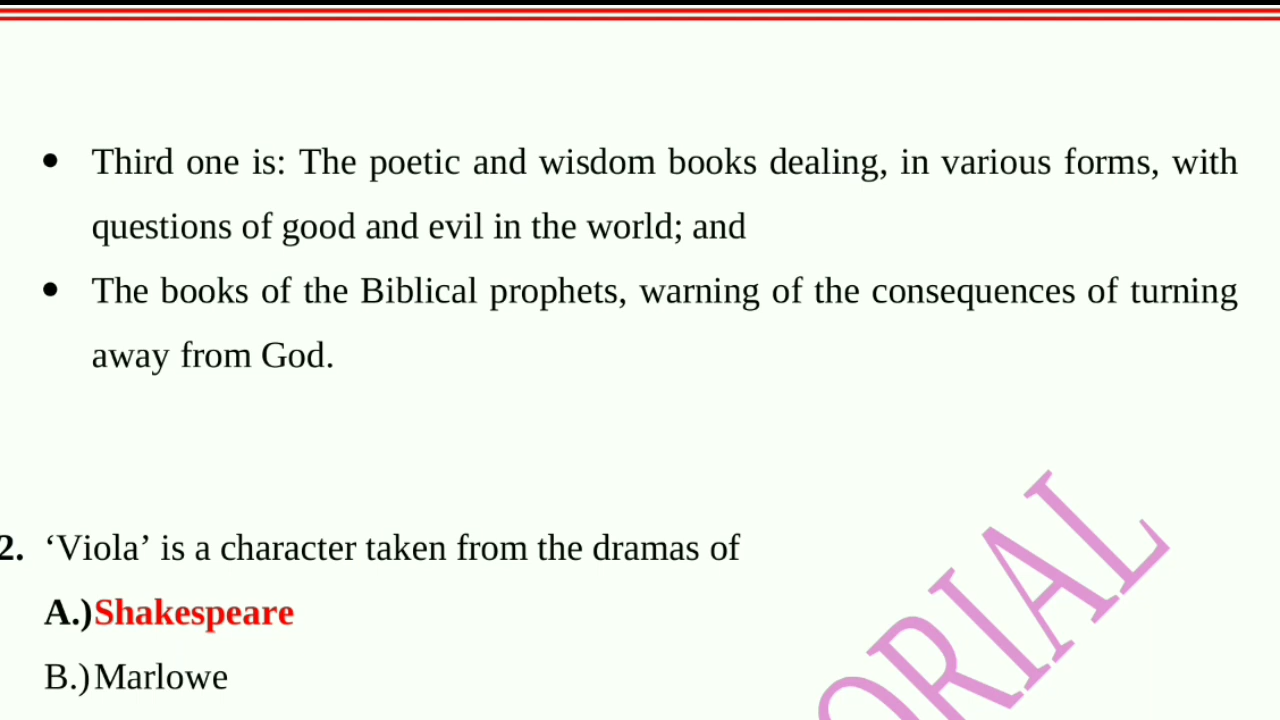 • Third one is: The poetic and wisdom books dealing, in various forms, with
questions of good and evil in the world; and
• The books of the Biblical prophets, warning of the consequences of turning
away from God.
2. ‘Viola’ is a character taken from the dramas of
A.)Shakespeare
B.)Marlowe
ORIAL